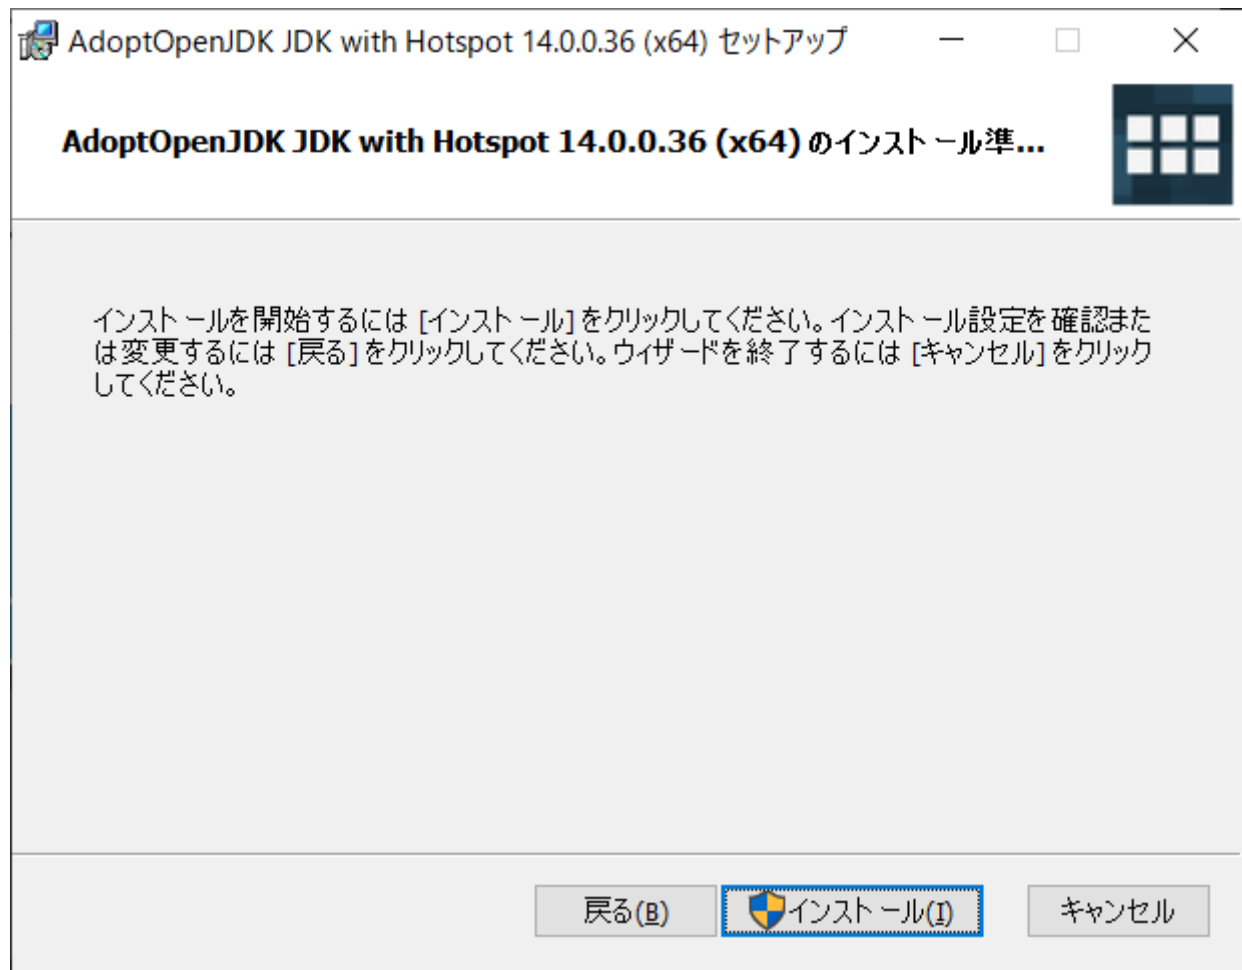 AdoptOpenJDK JDK with Hotspot 14.0.0.36 (x64) セットアップ
AdoptOpenJDK JDK with Hotspot 14.0.0.36 (x64) のインストール準...
インストールを開始するには [インストール] をクリックしてください。インストール設定を確認また
は変更するには [戻る] をクリックしてください。ウィザードを終了するには [キャンセル] をクリック
してください。
戻る(B)
インストール(I)
キャンセル